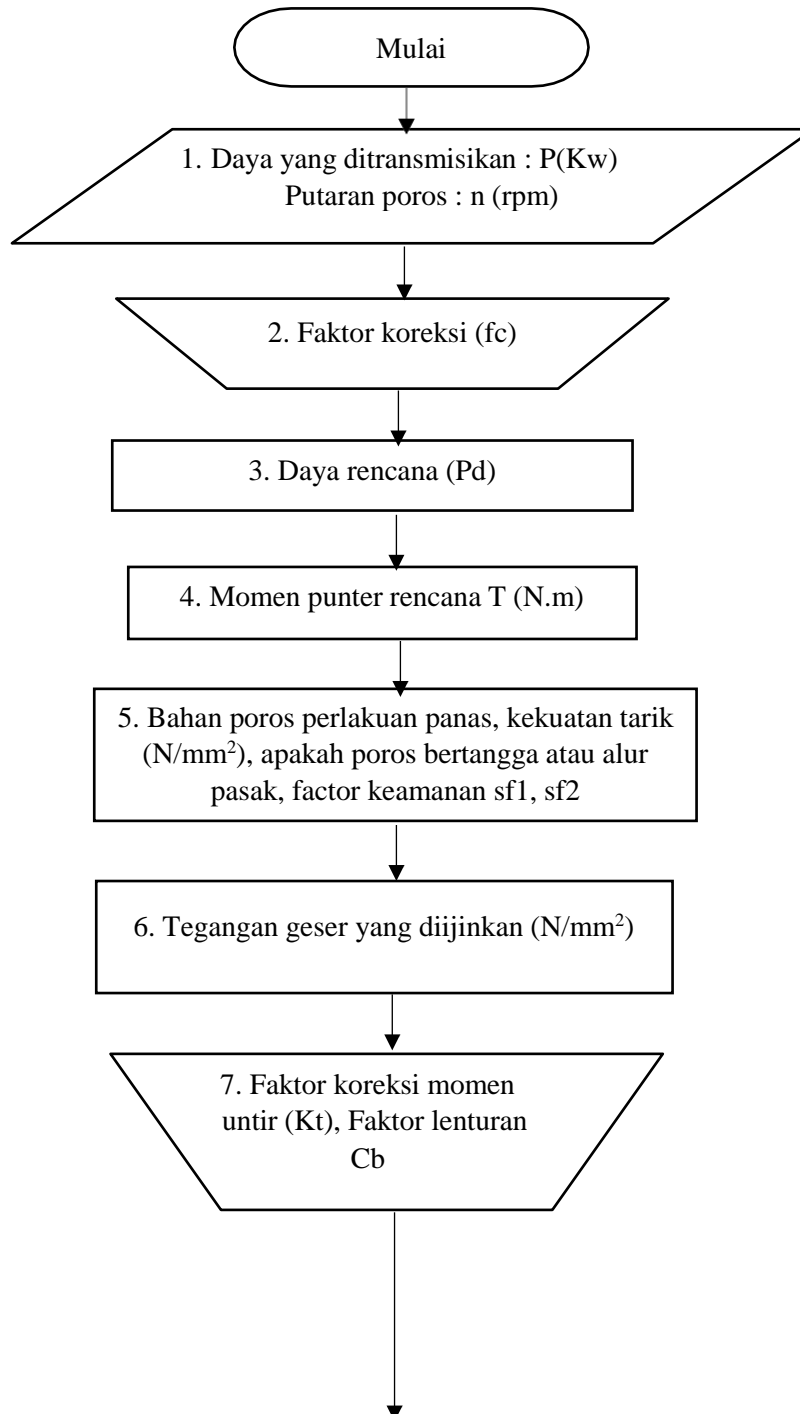 Mulai
1. Daya yang ditransmisikan : P(Kw)
Putaran poros : n (rpm)
2. Faktor koreksi (fc)
3. Daya rencana (Pd)
4. Momen punter rencana T (N.m)
5. Bahan poros perlakuan panas, kekuatan tarik
(N/mm²), apakah poros bertangga atau alur
pasak, factor keamanan sf1, sf2
6. Tegangan geser yang diijinkan (N/mm²)
7. Faktor koreksi momen
untir (Kt), Faktor lenturan
Cb